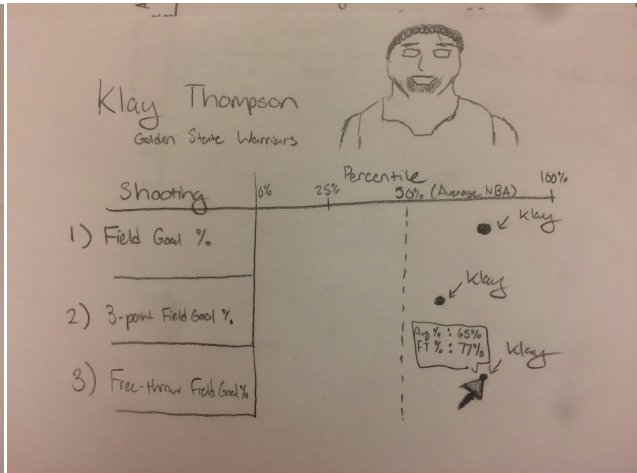 Klay Thompson
Golden State Warriors
Percentile
Shooting 0% 25% 50% (Average NBA) 100%
1) Field Goal %
Klay
2) 3-point Field Goal %
Klay
Avg % : 65%
FT % : 77%
3) Free-throw Field Goal %
Klay